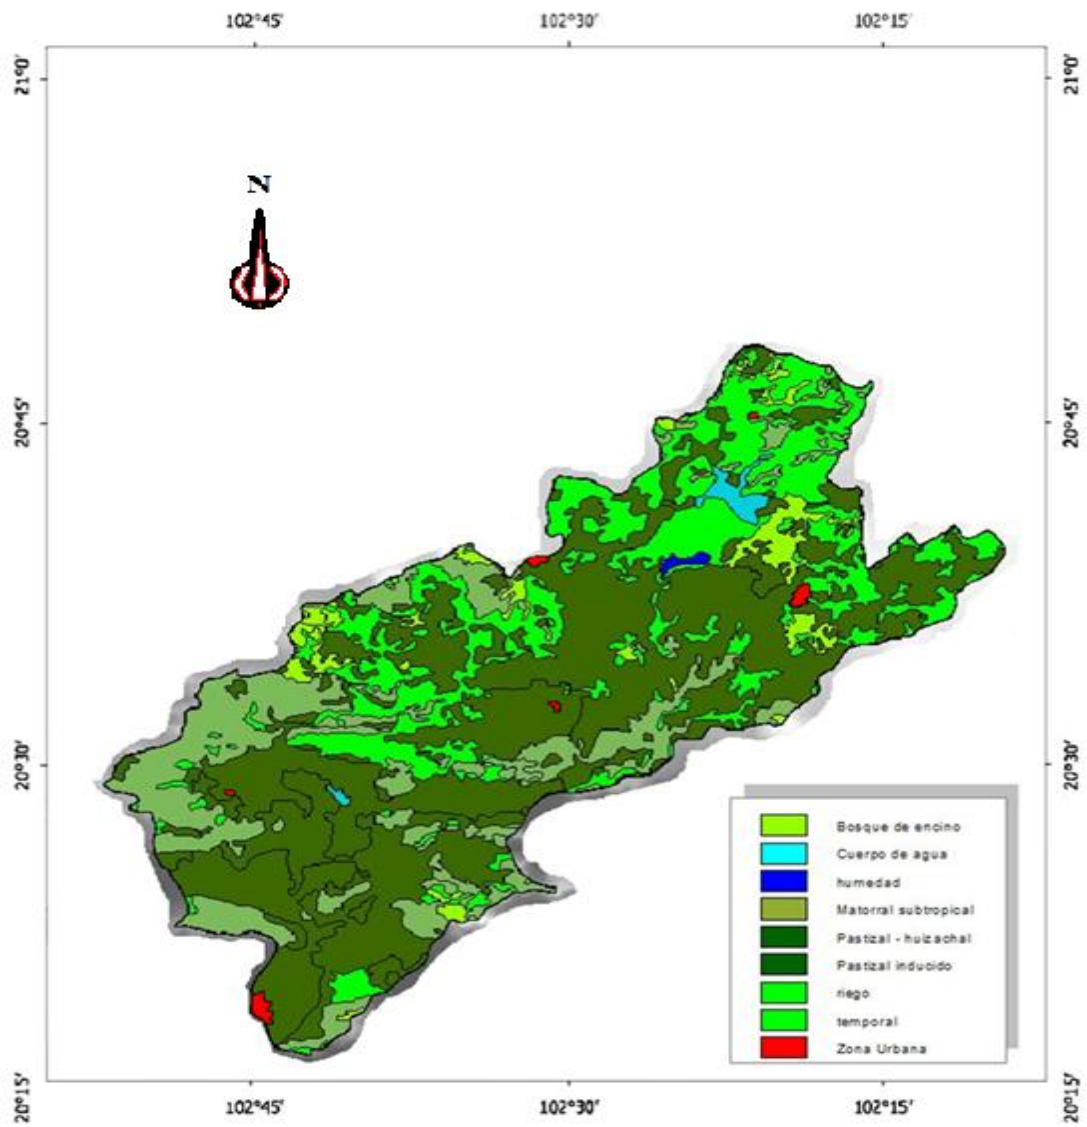 102°45' 102°30' 102°15'
21°0' 21°0'
N
20°45' 20°45'
20°30' 20°30'
Bosque de encino
Cuerpo de agua
humedad
Matorral subtropical
Pastizal - huizachal
Pastizal inducido
riego
temporal
Zona Urbana
20°15' 20°15'
102°45' 102°30' 102°15'